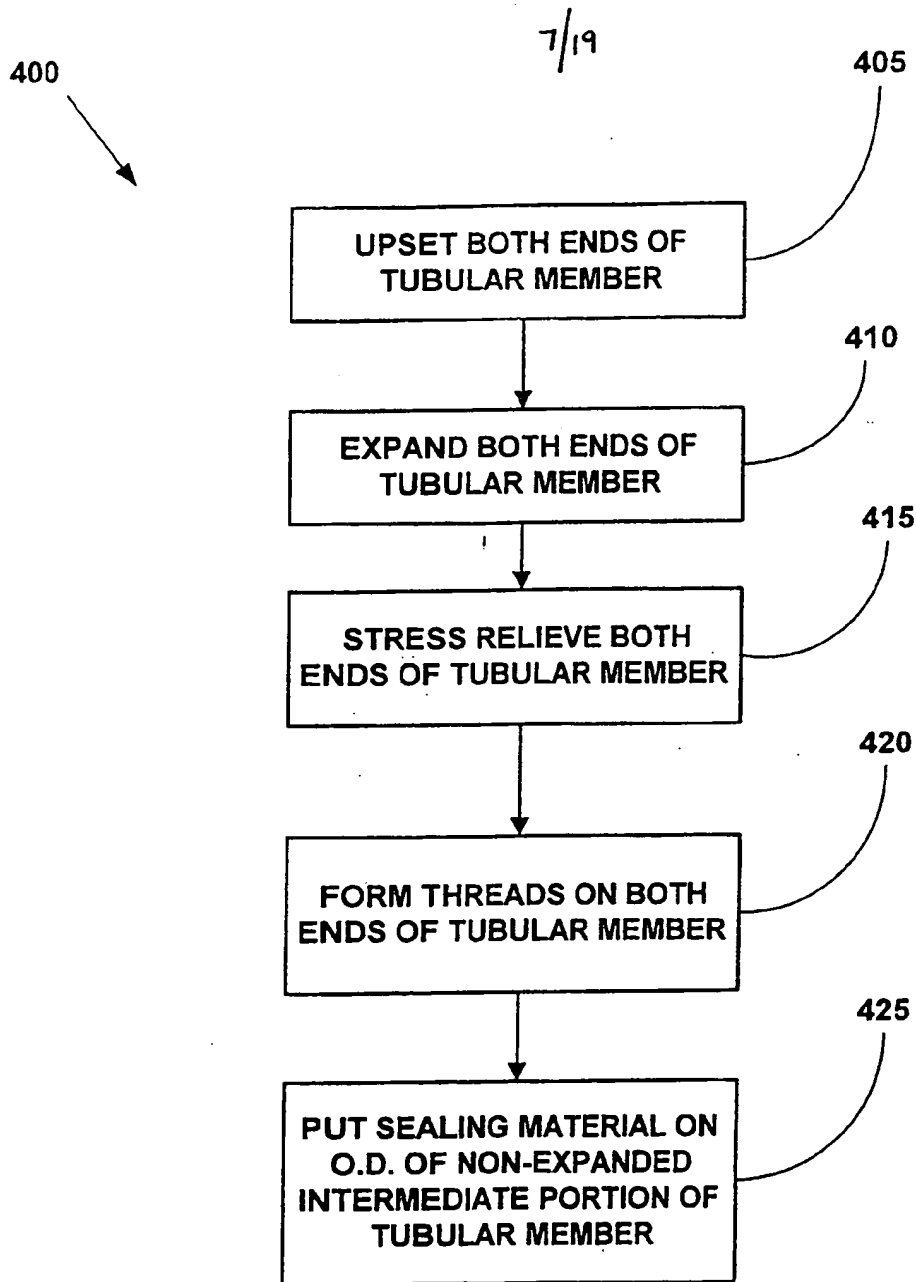 7/19
400
405
UPSET BOTH ENDS OF
TUBULAR MEMBER
410
EXPAND BOTH ENDS OF
TUBULAR MEMBER
415
STRESS RELIEVE BOTH
ENDS OF TUBULAR MEMBER
420
FORM THREADS ON BOTH
ENDS OF TUBULAR MEMBER
425
PUT SEALING MATERIAL ON
O.D. OF NON-EXPANDED
INTERMEDIATE PORTION OF
TUBULAR MEMBER